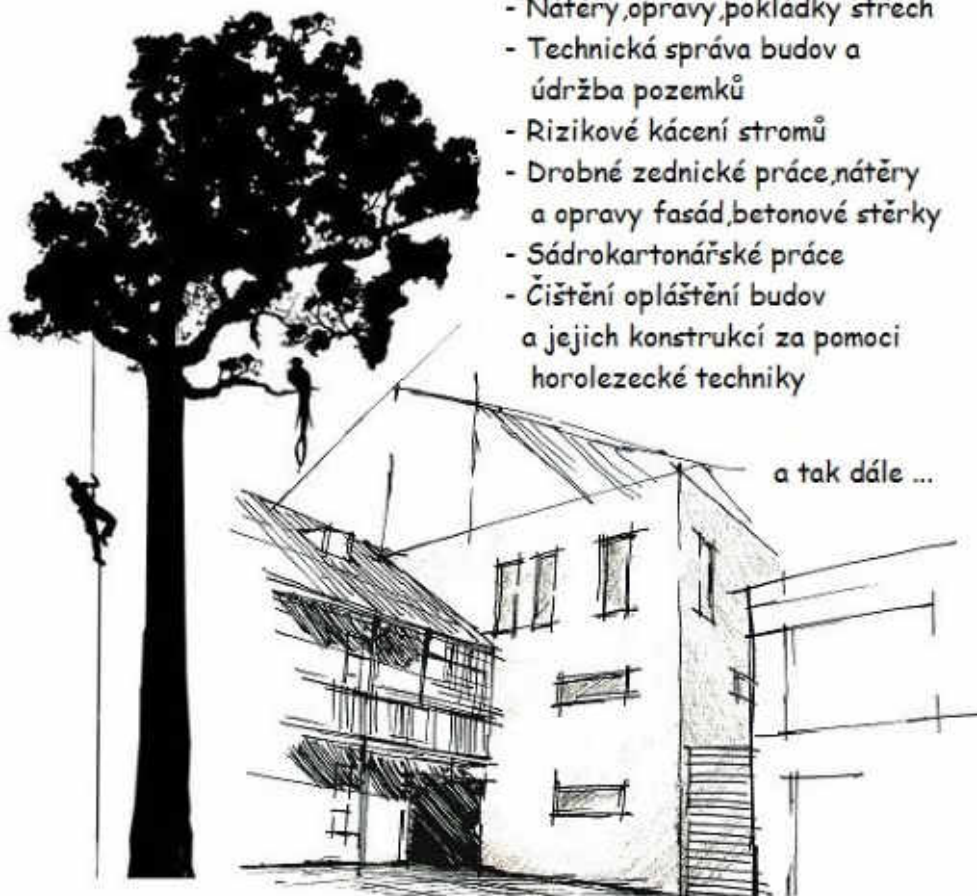 - Nátěry,opravy,pokládky střech
- Technická správa budov a
údržba pozemků
- Rizikové kácení stromů
- Drobné zednické práce,nátěry
a opravy fasád,betonové stěrky
- Sádrokartonářské práce
- Čištění opláštění budov
a jejich konstrukcí za pomoci
horolezecké techniky
a tak dále ...